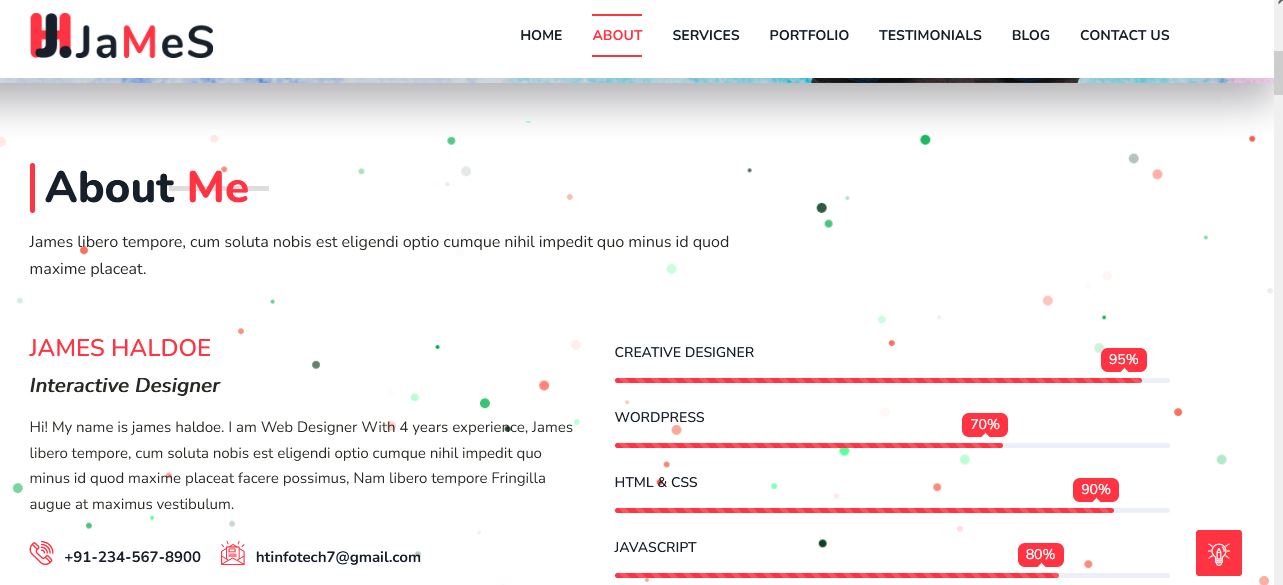 J.JaMeS
HOME ABOUT SERVICES PORTFOLIO TESTIMONIALS BLOG CONTACT US
About Me
James libero tempore, cum soluta nobis est eligendi optio cumque nihil impedit quo minus id quod
maxime placeat.
JAMES HALDOE
Interactive Designer
Hi! My name is james haldoe. I am Web Designer With 4 years experience, James
libero tempore, cum soluta nobis est eligendi optio cumque nihil impedit quo
minus id quod maxime placeat facere possimus, Nam libero tempore Fringilla
augue at maximus vestibulum.
+91-234-567-8900 htinfotech7@gmail.com
CREATIVE DESIGNER 95%
WORDPRESS 70%
HTML & CSS 90%
JAVASCRIPT 80%